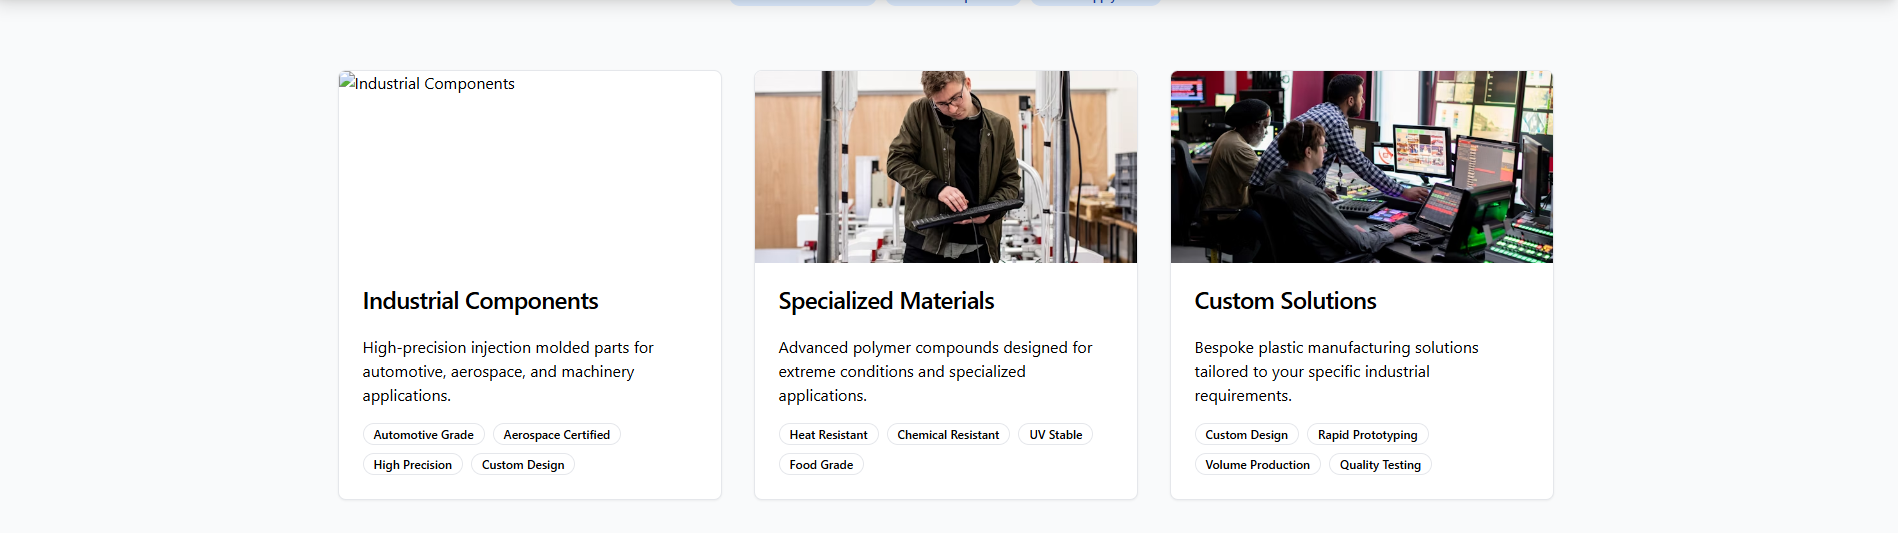 Industrial Components
Industrial Components
High-precision injection molded parts for
automotive, aerospace, and machinery
applications.
Automotive Grade
Aerospace Certified
High Precision
Custom Design
Specialized Materials
Advanced polymer compounds designed for
extreme conditions and specialized
applications.
Heat Resistant
Chemical Resistant
UV Stable
Food Grade
Custom Solutions
Bespoke plastic manufacturing solutions
tailored to your specific industrial
requirements.
Custom Design
Rapid Prototyping
Volume Production
Quality Testing